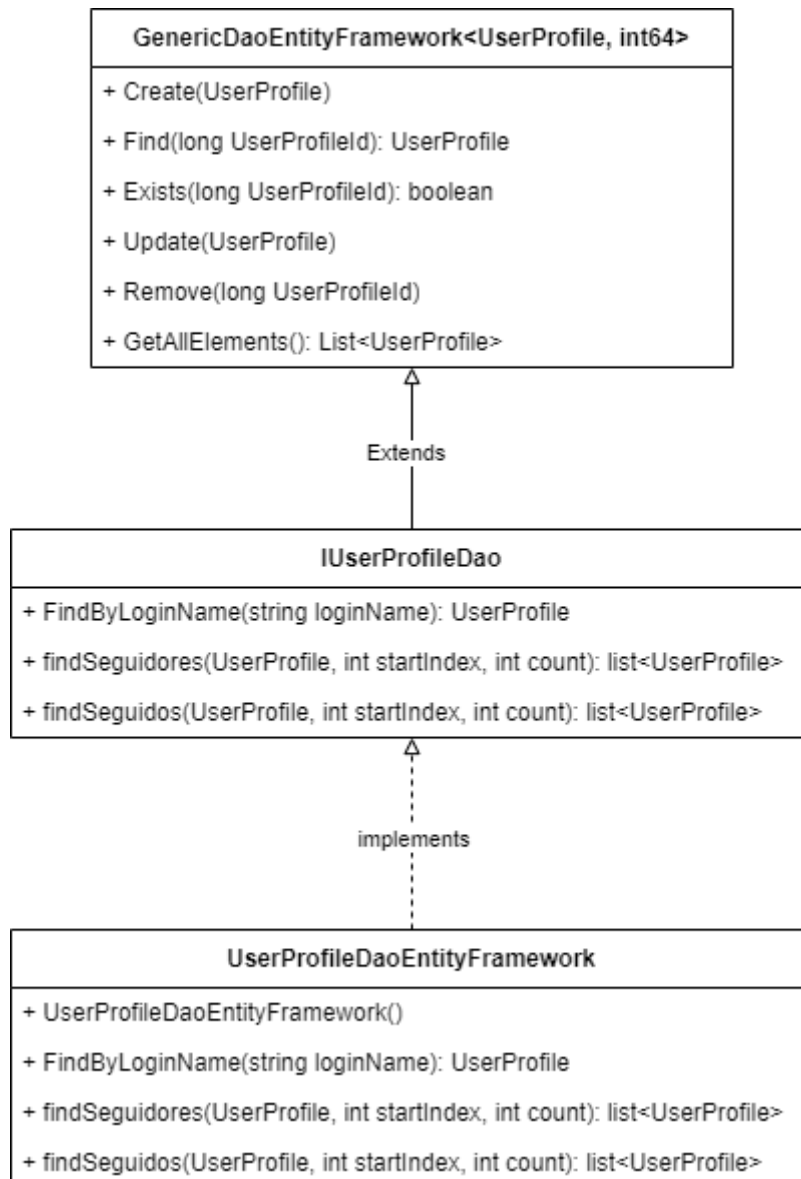 GenericDaoEntityFramework<UserProfile, int64>
+ Create(UserProfile)
+ Find(long UserProfileId): UserProfile
+ Exists(long UserProfileId): boolean
+ Update(UserProfile)
+ Remove(long UserProfileId)
+ GetAllElements(): List<UserProfile>
Extends
IUserProfileDao
+ FindByLoginName(string loginName): UserProfile
+ findSeguidores(UserProfile, int startIndex, int count): list<UserProfile>
+ findSeguidos(UserProfile, int startIndex, int count): list<UserProfile>
implements
UserProfileDaoEntityFramework
+ UserProfileDaoEntityFramework()
+ FindByLoginName(string loginName): UserProfile
+ findSeguidores(UserProfile, int startIndex, int count): list<UserProfile>
+ findSeguidos(UserProfile, int startIndex, int count): list<UserProfile>